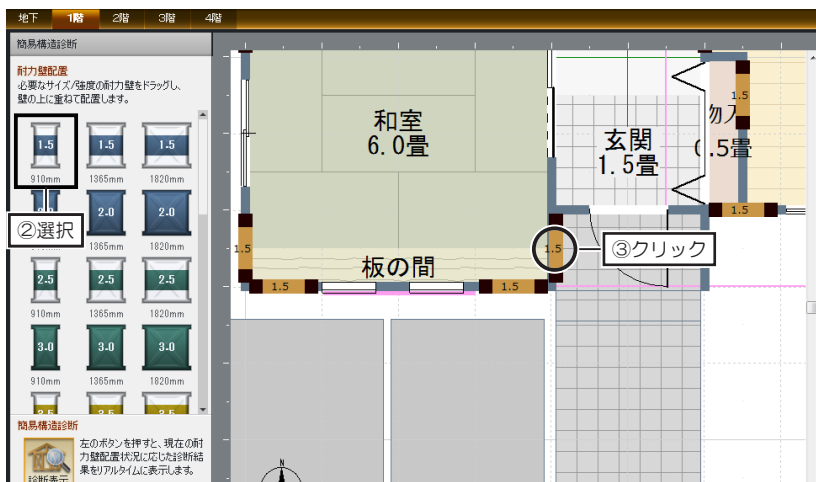 地下 1階 2階 3階 4階
簡易構造診断
耐力壁配置
必要なサイズ/強度の耐力壁をドラッグし、
壁の上に重ねて配置します。
1.5 1.5 1.5
910mm 1365mm 1820mm
2.0 2.0
②選択
1365mm 1820mm
2.5 2.5 2.5
910mm 1365mm 1820mm
3.0 3.0 3.0
910mm 1365mm 1820mm
3.5 3.5 3.5
簡易構造診断
診断表示
左のボタンを押すと、現在の耐
力壁配置状況に応じた診断結
果をリアルタイムに表示します。
和室
6.0畳
板の間
玄関
1.5畳
物入
.5畳
1.5
1.5
1.5
1.5
③クリック
1.5
1.5
N